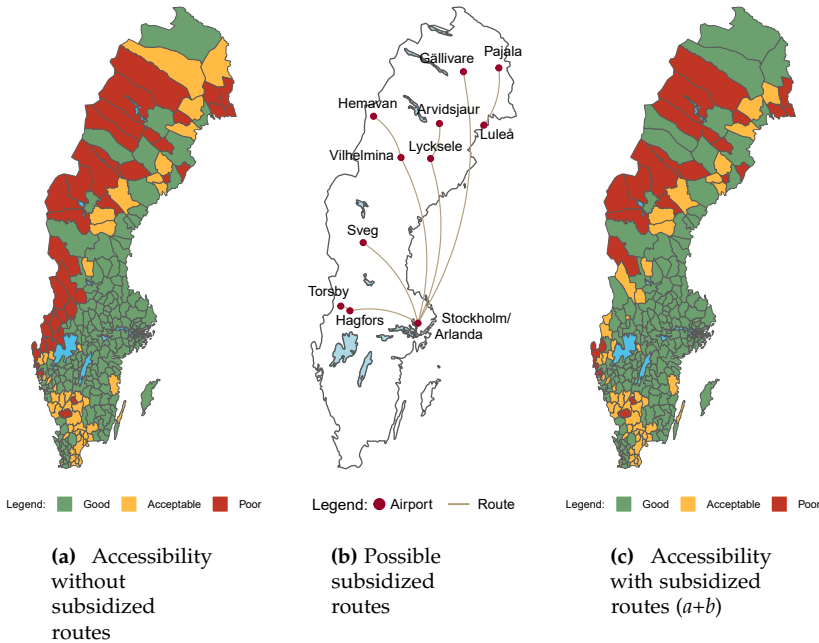 Pajala
Gällivare
Hemavan
Arvidsjaur
Luleå
Lycksele
Vilhelmina
Sveg
Torsby
Hagfors
Stockholm/
Arlanda
Legend: Good Acceptable Poor
Legend: Airport Route
Legend: Good Acceptable Poor
(a) Accessibility
without
subsidized
routes
(b) Possible
subsidized
routes
(c) Accessibility
with subsidized
routes (a+b)